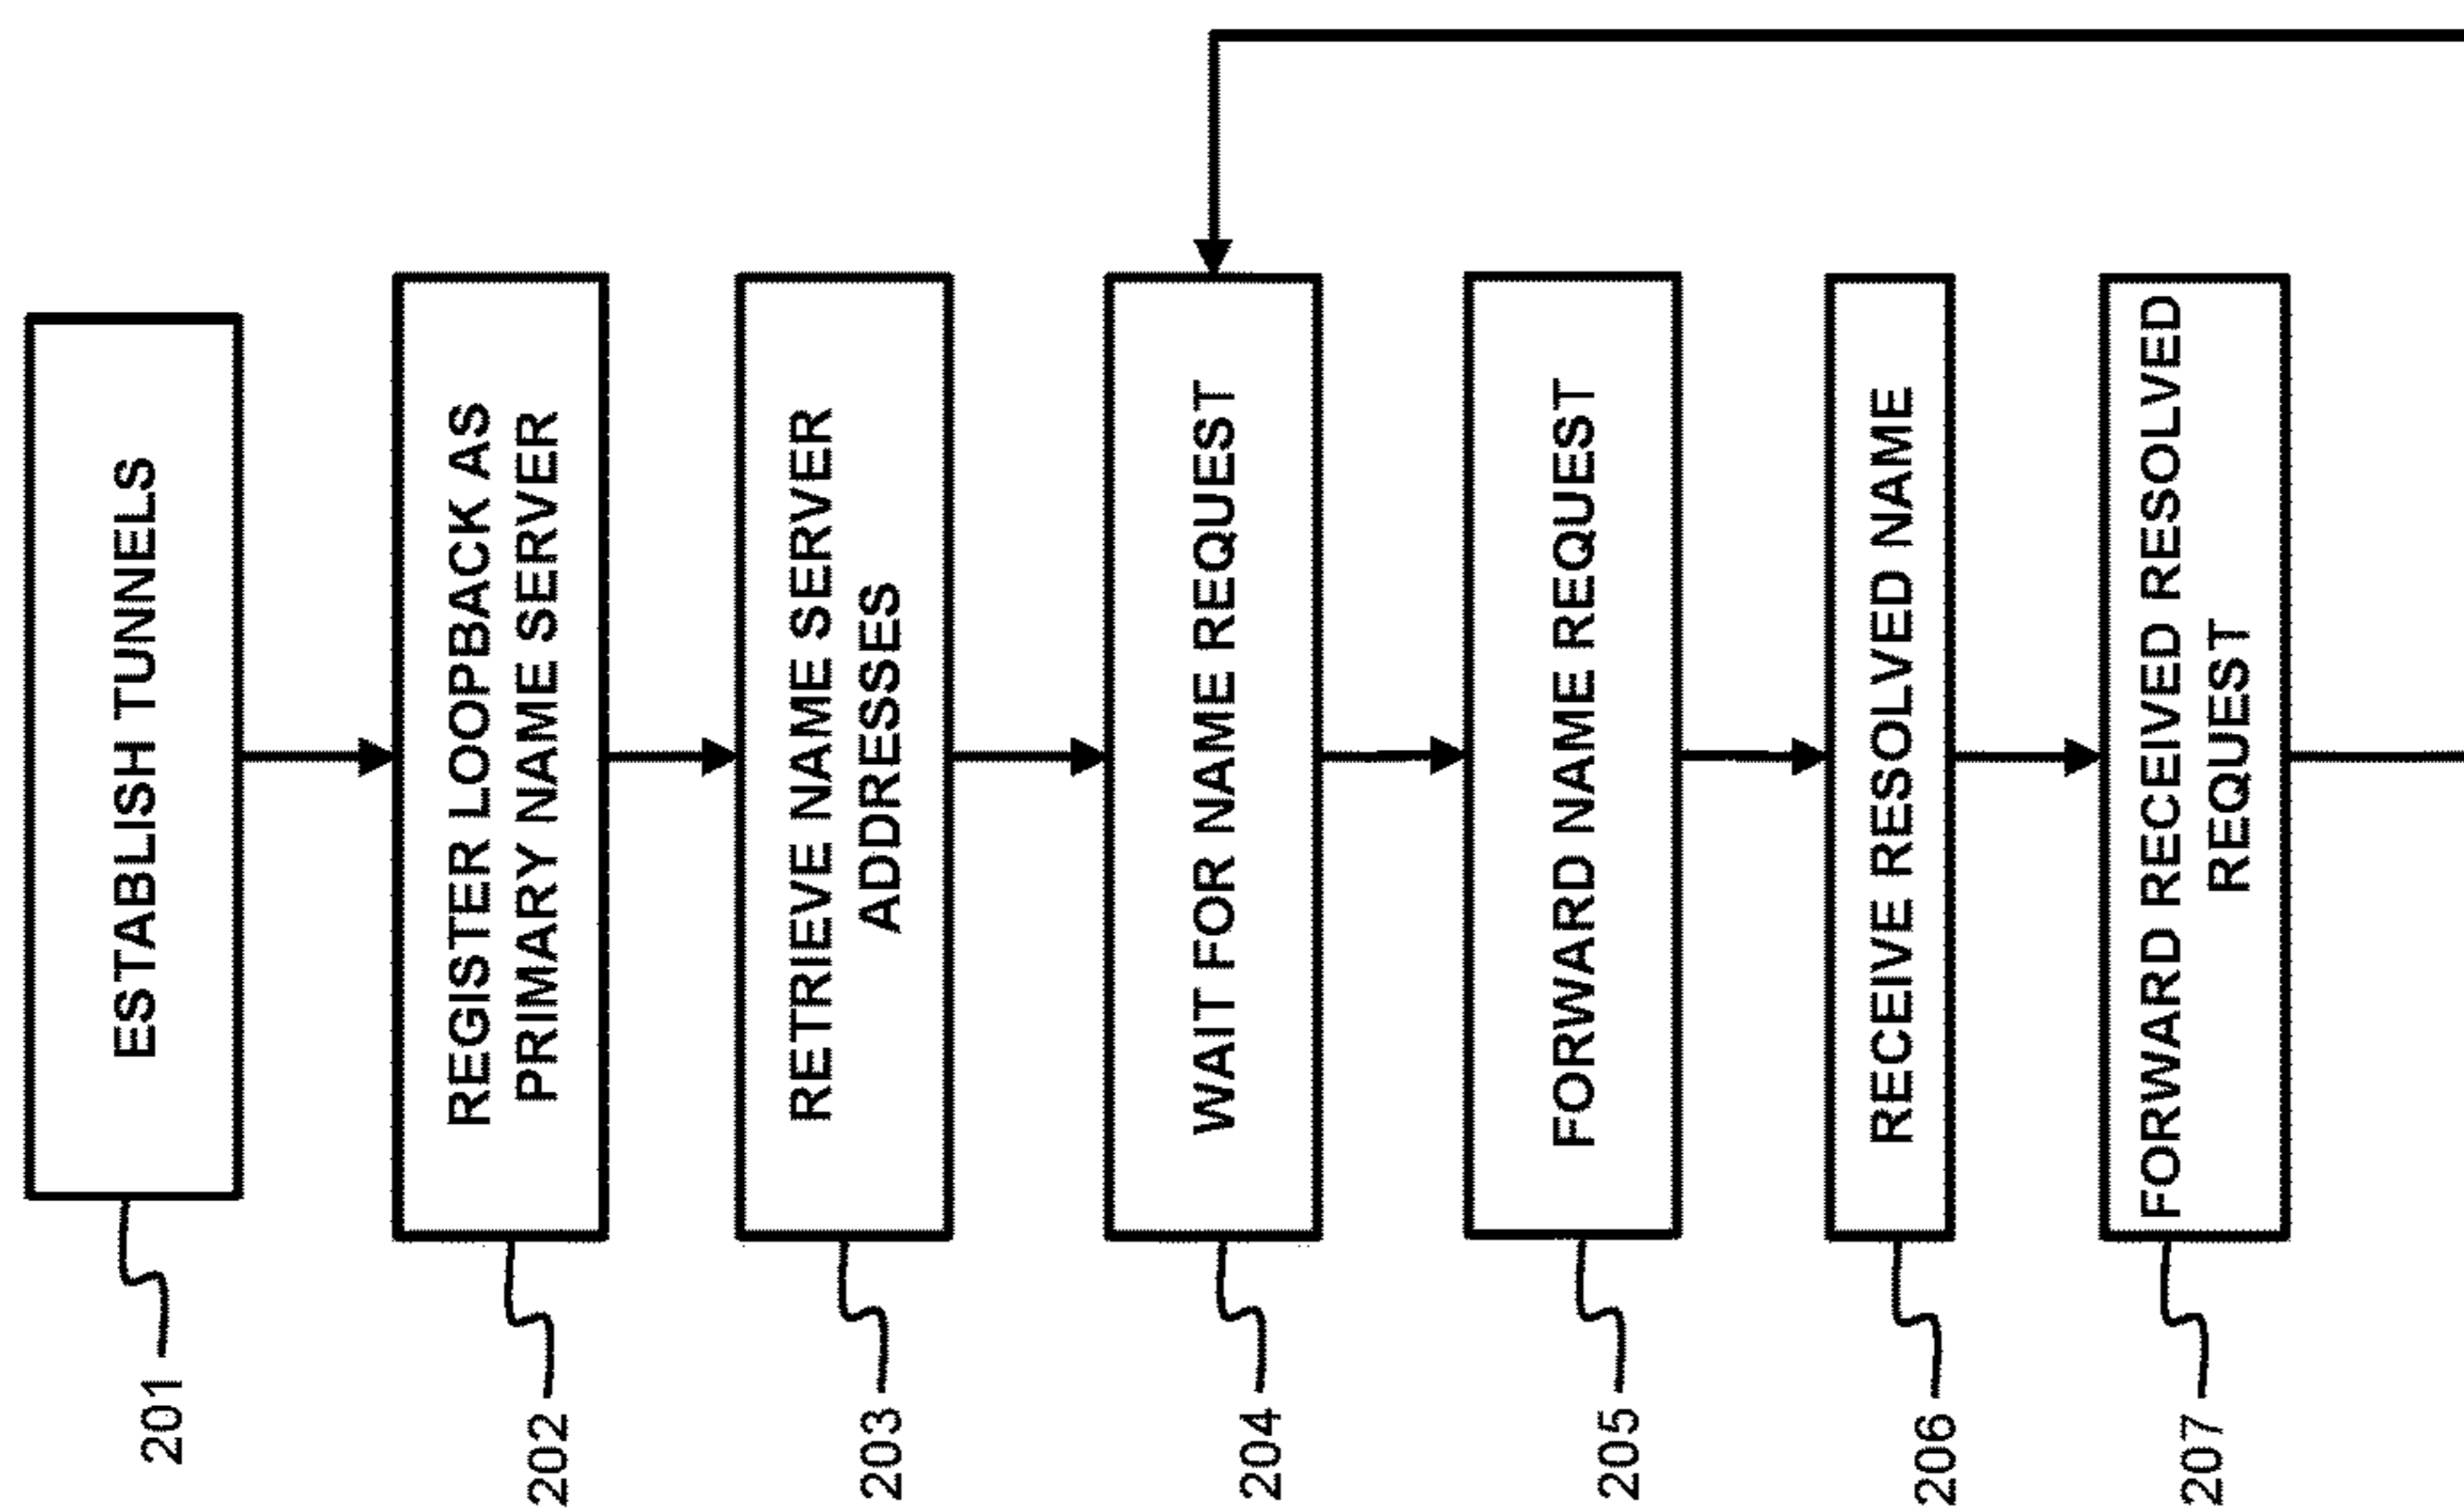 201
ESTABLISH TUNNELS
202
REGISTER LOOPBACK AS
PRIMARY NAME SERVER
203
RETRIEVE NAME SERVER
ADDRESSES
204
WAIT FOR NAME REQUEST
205
FORWARD NAME REQUEST
206
RECEIVE RESOLVED NAME
207
FORWARD RECEIVED RESOLVED
REQUEST